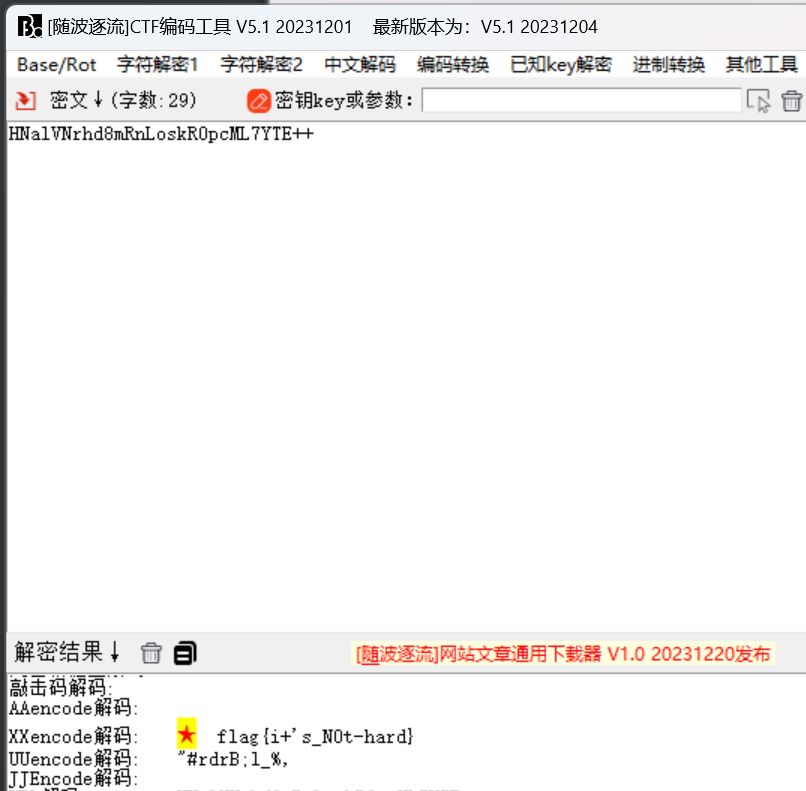 [随波逐流]CTF编码工具 V5.1 20231201 最新版本为：V5.1 20231204
Base/Rot 字符解密1 字符解密2 中文解码 编码转换 已知key解密 进制转换 其他工具
密文↓(字数:29) 密钥key或参数:
HNalVNrhd8mRnLoskR0pcML7YTE++
解密结果↓ [随波逐流]网站文章通用下载器 V1.0 20231220发布
敲击码解码:
AAencode解码:
XXencode解码: ★ flag{i+'s_N0t-hard}
UUencode解码: "#rdrB;l_%,
JJEncode解码: